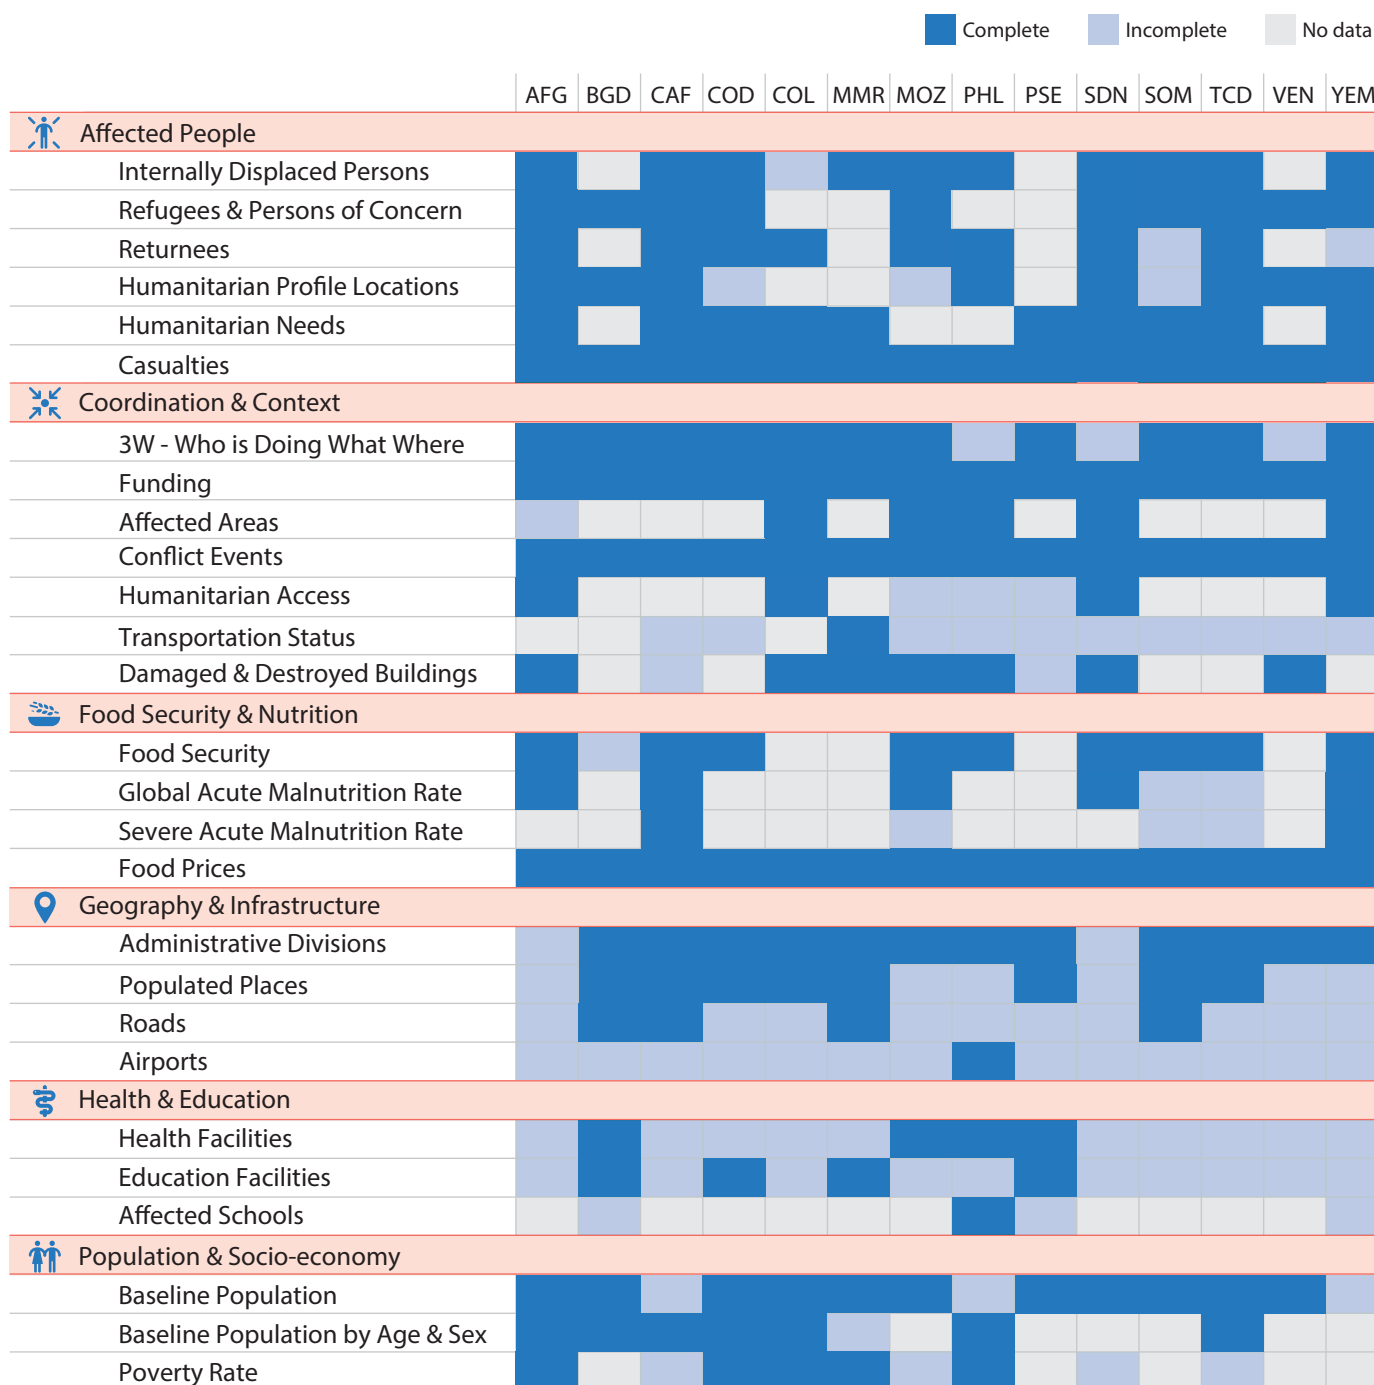 Complete Incomplete No data
AFG BGD CAF COD COL MMR MOZ PHL PSE SDN SOM TCD VEN YEM
Affected People
Internally Displaced Persons
Refugees & Persons of Concern
Returnees
Humanitarian Profile Locations
Humanitarian Needs
Casualties
Coordination & Context
3W - Who is Doing What Where
Funding
Affected Areas
Conflict Events
Humanitarian Access
Transportation Status
Damaged & Destroyed Buildings
Food Security & Nutrition
Food Security
Global Acute Malnutrition Rate
Severe Acute Malnutrition Rate
Food Prices
Geography & Infrastructure
Administrative Divisions
Populated Places
Roads
Airports
Health & Education
Health Facilities
Education Facilities
Affected Schools
Population & Socio-economy
Baseline Population
Baseline Population by Age & Sex
Poverty Rate